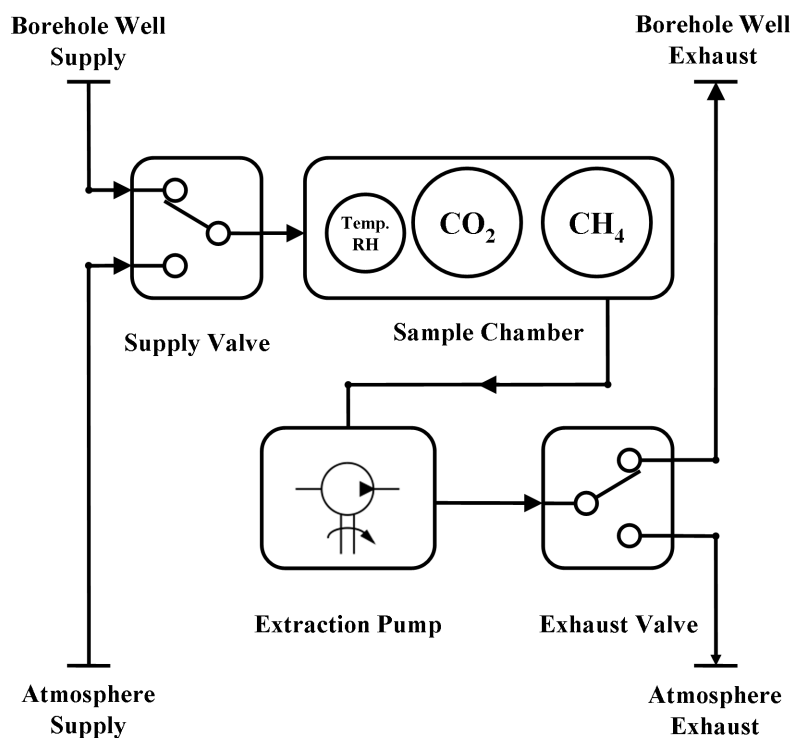 Borehole Well
Supply
Borehole Well
Exhaust
Temp.
RH
CO₂
CH₄
Supply Valve
Sample Chamber
Extraction Pump
Exhaust Valve
Atmosphere
Supply
Atmosphere
Exhaust